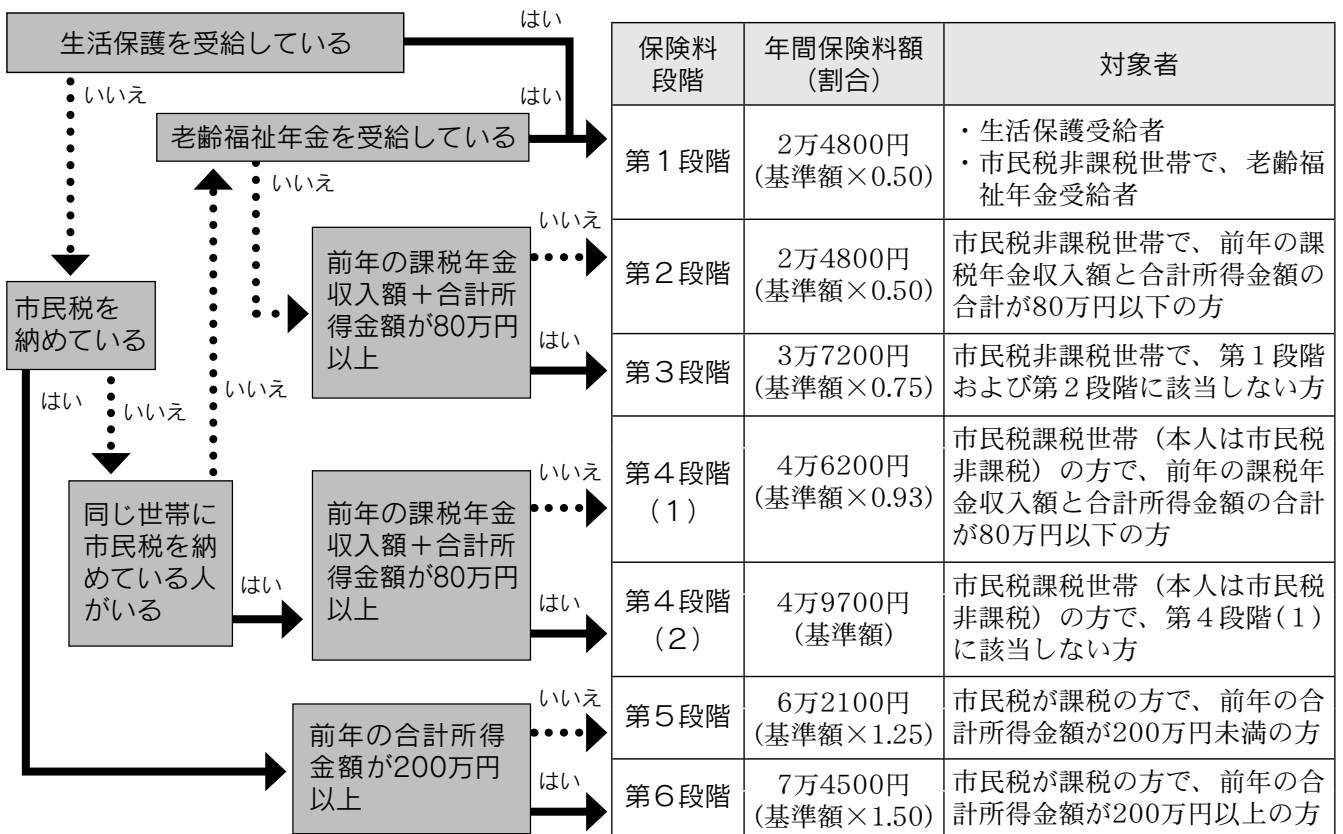 はい
生活保護を受給している
いいえ
はい
老齢福祉年金を受給している
いいえ
いいえ
前年の課税年金
収入額＋合計所
得金額が80万円
以上
はい
市民税を
納めている
はい
いいえ
いいえ
同じ世帯に
市民税を納
めている人
がいる
はい
いいえ
前年の課税年金
収入額＋合計所
得金額が80万円
以上
はい
いいえ
前年の合計所得
金額が200万円
以上
はい
保険料
段階
年間保険料額
（割合）
対象者
第１段階
2万4800円
(基準額×0.50)
・生活保護受給者
・市民税非課税世帯で、老齢福
祉年金受給者
第２段階
2万4800円
(基準額×0.50)
市民税非課税世帯で、前年の課
税年金収入額と合計所得金額の
合計が80万円以下の方
第３段階
3万7200円
(基準額×0.75)
市民税非課税世帯で、第１段階
および第２段階に該当しない方
第４段階
（１）
4万6200円
(基準額×0.93)
市民税課税世帯（本人は市民税
非課税）の方で、前年の課税年
金収入額と合計所得金額の合計
が80万円以下の方
第４段階
（２）
4万9700円
(基準額)
市民税課税世帯（本人は市民税
非課税）の方で、第４段階(１)
に該当しない方
第５段階
6万2100円
(基準額×1.25)
市民税が課税の方で、前年の合
計所得金額が200万円未満の方
第６段階
7万4500円
(基準額×1.50)
市民税が課税の方で、前年の合
計所得金額が200万円以上の方